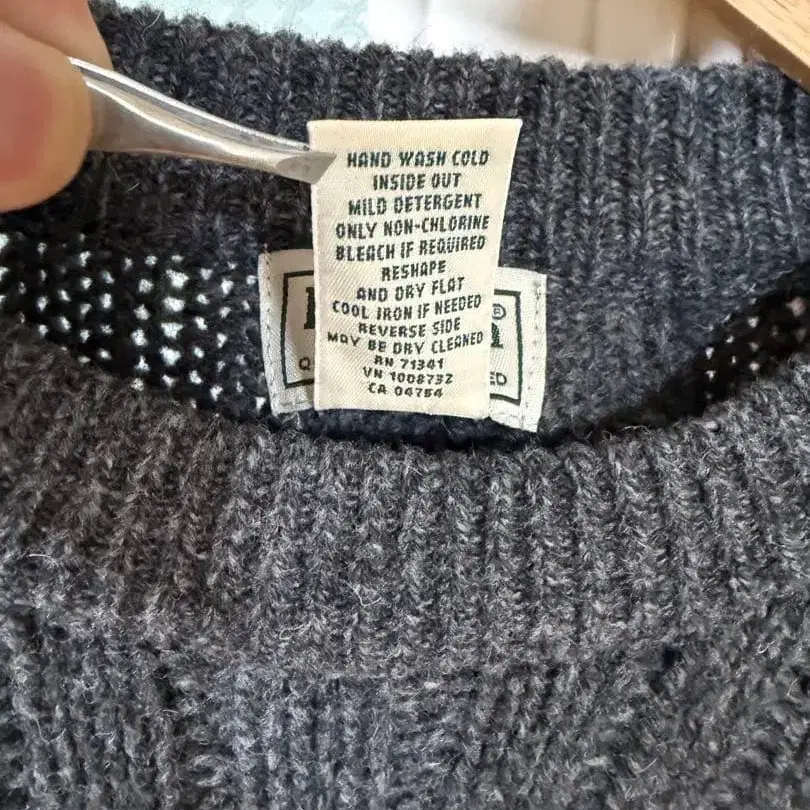 HAND WASH COLD
INSIDE OUT
MILD DETERGENT
ONLY NON-CHLORINE
BLEACH IF REQUIRED
RESHAPE
AND DRY FLAT
COOL IRON IF NEEDED
REVERSE SIDE
MAY BE DRY CLEANED
RN 71341
VN 1008732
CA 04754